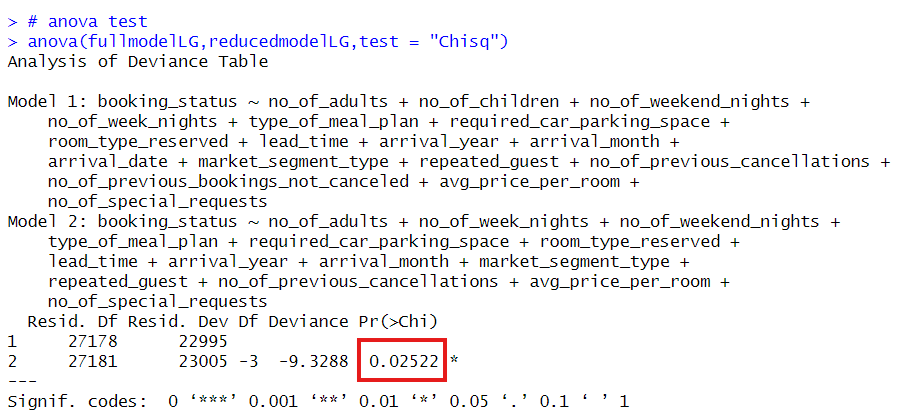 > # anova test
> anova(fullmodelLG,reducedmodelLG,test = "Chisq")
Analysis of Deviance Table

Model 1: booking_status ~ no_of_adults + no_of_children + no_of_weekend_nights +
    no_of_week_nights + type_of_meal_plan + required_car_parking_space +
    room_type_reserved + lead_time + arrival_year + arrival_month +
    arrival_date + market_segment_type + repeated_guest + no_of_previous_cancellations +
    no_of_previous_bookings_not_canceled + avg_price_per_room +
    no_of_special_requests
Model 2: booking_status ~ no_of_adults + no_of_week_nights + no_of_weekend_nights +
    type_of_meal_plan + required_car_parking_space + room_type_reserved +
    lead_time + arrival_year + arrival_month + market_segment_type +
    repeated_guest + no_of_previous_cancellations + avg_price_per_room +
    no_of_special_requests
  Resid. Df Resid. Dev Df Deviance Pr(>Chi)
1     27178      22995
2     27181      23005 -3  -9.3288  0.02522 *
---
Signif. codes:  0 ‘***’ 0.001 ‘**’ 0.01 ‘*’ 0.05 ‘.’ 0.1 ‘ ’ 1